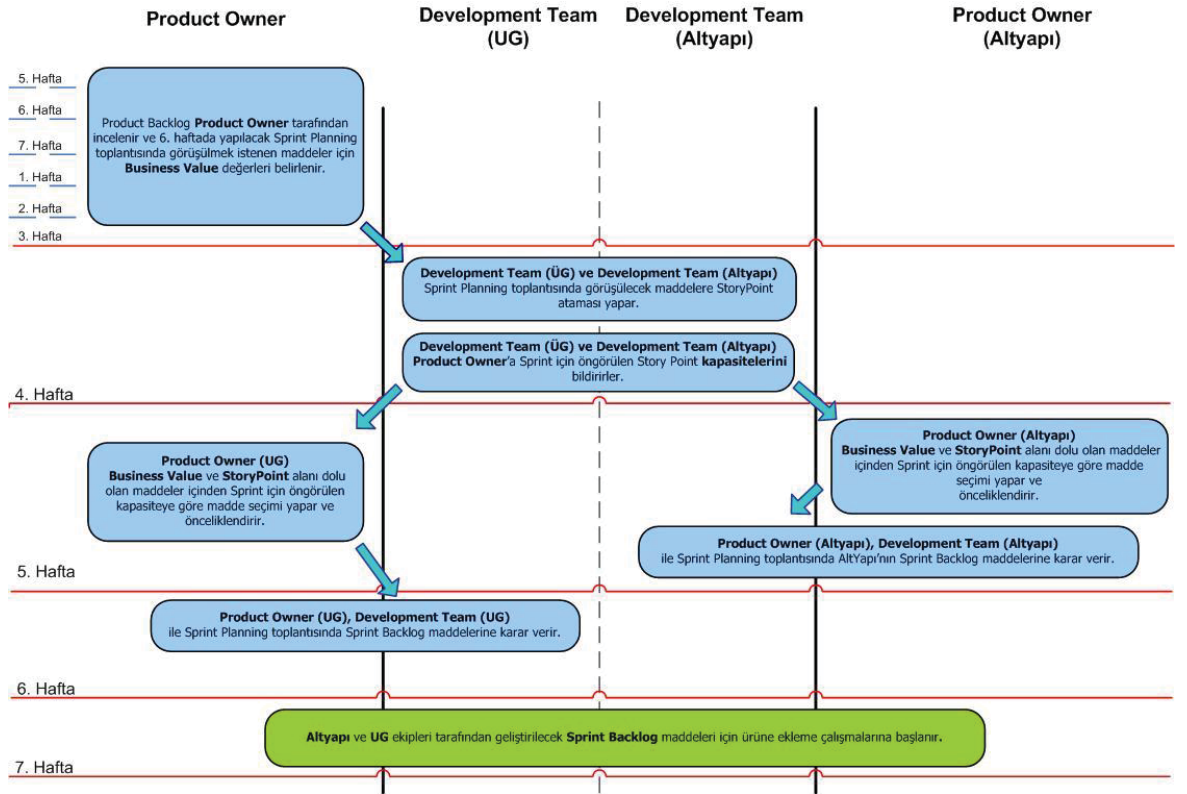 Product Owner
Development Team
(UG)
Development Team
(Altyapı)
Product Owner
(Altyapı)
5. Hafta
6. Hafta
7. Hafta
1. Hafta
2. Hafta
3. Hafta
Product Backlog Product Owner tarafından
incelenir ve 6. haftada yapılacak Sprint Planning
toplantısında görüşülmek istenen maddeler için
Business Value değerleri belirlenir.
Development Team (ÜG) ve Development Team (Altyapı)
Sprint Planning toplantısında görüşülecek maddelere StoryPoint
ataması yapar.
Development Team (ÜG) ve Development Team (Altyapı)
Product Owner'a Sprint için öngörülen Story Point kapasitelerini
bildirirler.
4. Hafta
Product Owner (UG)
Business Value ve StoryPoint alanı dolu
olan maddeler içinden Sprint için öngörülen
kapasiteye göre madde seçimi yapar ve
önceliklendirir.
Product Owner (Altyapı)
Business Value ve StoryPoint alanı dolu olan maddeler
içinden Sprint için öngörülen kapasiteye göre madde
seçimi yapar ve
önceliklendirir.
Product Owner (Altyapı), Development Team (Altyapı)
ile Sprint Planning toplantısında AltYapı'nın Sprint Backlog maddelerine karar verir.
5. Hafta
Product Owner (UG), Development Team (UG)
ile Sprint Planning toplantısında Sprint Backlog maddelerine karar verir.
6. Hafta
Altyapı ve UG ekipleri tarafından geliştirilecek Sprint Backlog maddeleri için ürüne ekleme çalışmalarına başlanır.
7. Hafta